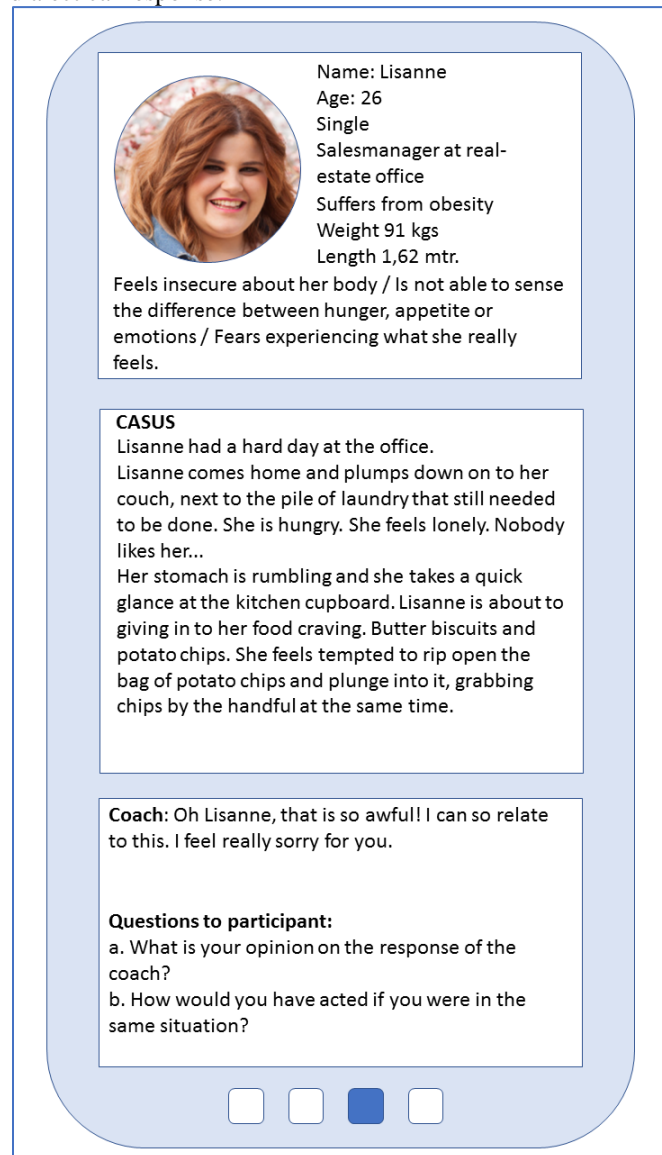 Name: Lisanne
Age: 26
Single
Salesmanager at real-
estate office
Suffers from obesity
Weight 91 kgs
Length 1,62 mtr.
Feels insecure about her body / Is not able to sense
the difference between hunger, appetite or
emotions / Fears experiencing what she really
feels.
CASUS
Lisanne had a hard day at the office.
Lisanne comes home and plumps down on to her
couch, next to the pile of laundry that still needed
to be done. She is hungry. She feels lonely. Nobody
likes her...
Her stomach is rumbling and she takes a quick
glance at the kitchen cupboard. Lisanne is about to
giving in to her food craving. Butter biscuits and
potato chips. She feels tempted to rip open the
bag of potato chips and plunge into it, grabbing
chips by the handful at the same time.
Coach: Oh Lisanne, that is so awful! I can so relate
to this. I feel really sorry for you.
Questions to participant:
a. What is your opinion on the response of the
coach?
b. How would you have acted if you were in the
same situation?